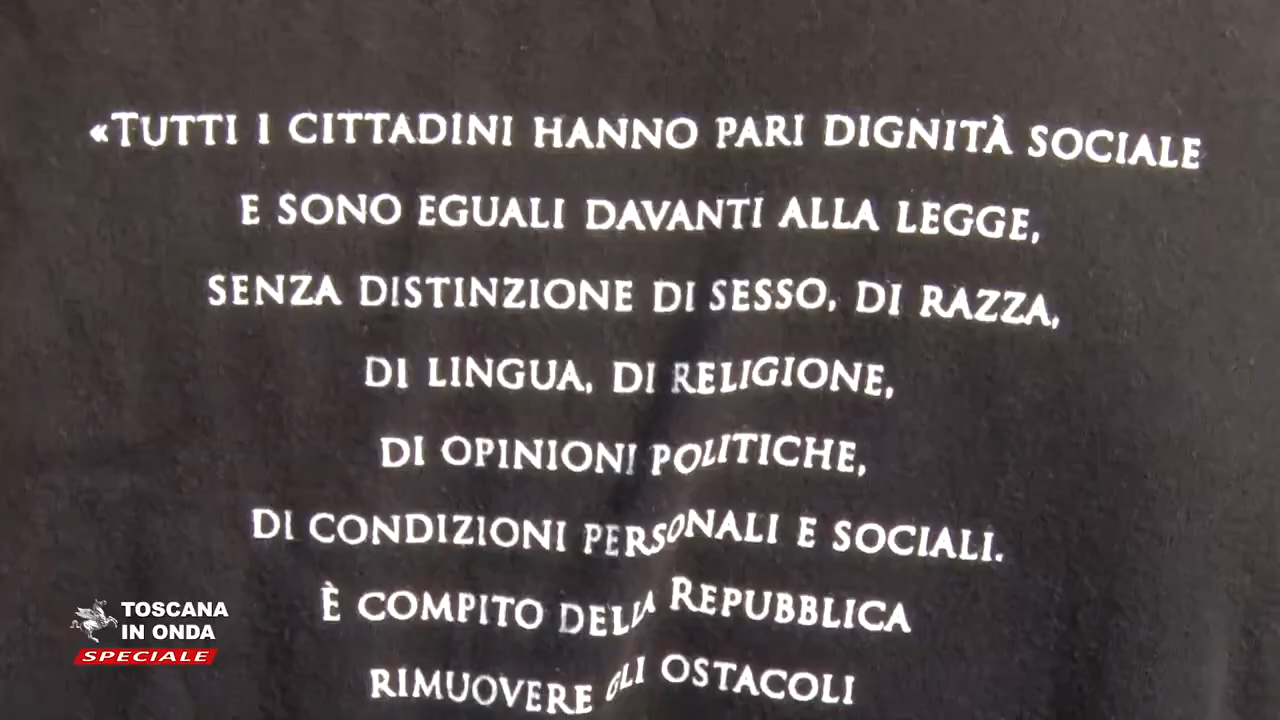 «TUTTI I CITTADINI HANNO PARI DIGNITÀ SOCIALE
E SONO EGUALI DAVANTI ALLA LEGGE,
SENZA DISTINZIONE DI SESSO, DI RAZZA,
DI LINGUA, DI RELIGIONE,
DI OPINIONI POLITICHE,
DI CONDIZIONI PERSONALI E SOCIALI.
È COMPITO DELLA REPUBBLICA
RIMUOVERE GLI OSTACOLI
TOSCANA
IN ONDA
SPECIALE